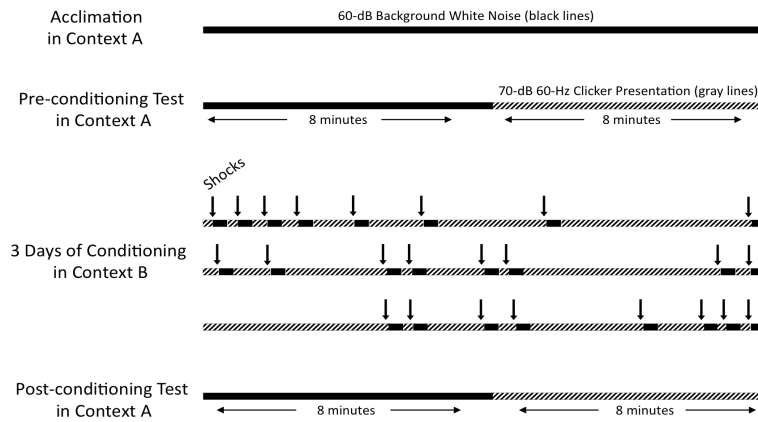 Acclimation
in Context A
60-dB Background White Noise (black lines)
Pre-conditioning Test
in Context A
70-dB 60-Hz Clicker Presentation (gray lines)
8 minutes
8 minutes
Shocks
3 Days of Conditioning
in Context B
Post-conditioning Test
in Context A
8 minutes
8 minutes